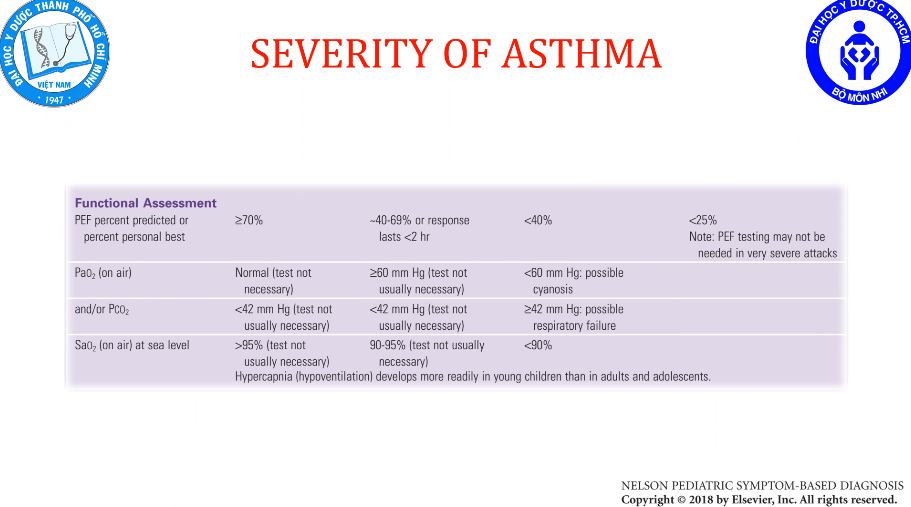 ĐẠI HỌC Y DƯỢC THÀNH PHỐ HỒ CHÍ MINH
VIỆT NAM
• 1947 •
SEVERITY OF ASTHMA
ĐẠI HỌC Y DƯỢC TP.HCM
BỘ MÔN NHI
Functional Assessment
PEF percent predicted or
percent personal best
≥70%
~40-69% or response
lasts <2 hr
<40%
<25%
Note: PEF testing may not be
needed in very severe attacks
PaO₂ (on air)
Normal (test not
necessary)
≥60 mm Hg (test not
usually necessary)
<60 mm Hg: possible
cyanosis
and/or PCO₂
<42 mm Hg (test not
usually necessary)
<42 mm Hg (test not
usually necessary)
≥42 mm Hg: possible
respiratory failure
SaO₂ (on air) at sea level
>95% (test not
usually necessary)
90-95% (test not usually
necessary)
<90%
Hypercapnia (hypoventilation) develops more readily in young children than in adults and adolescents.
NELSON PEDIATRIC SYMPTOM-BASED DIAGNOSIS
Copyright © 2018 by Elsevier, Inc. All rights reserved.